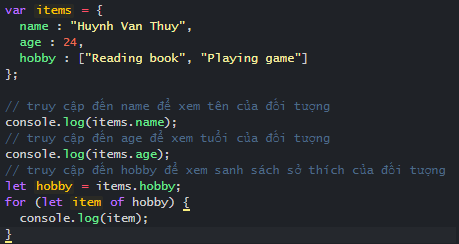 var items = {
  name : "Huynh Van Thuy",
  age : 24,
  hobby : ["Reading book", "Playing game"]
};

// truy cập đến name để xem tên của đối tượng
console.log(items.name);
// truy cập đến age để xem tuổi của đối tượng
console.log(items.age);
// truy cập đến hobby để xem sanh sách sở thích của đối tượng
let hobby = items.hobby;
for (let item of hobby) {
  console.log(item);
}